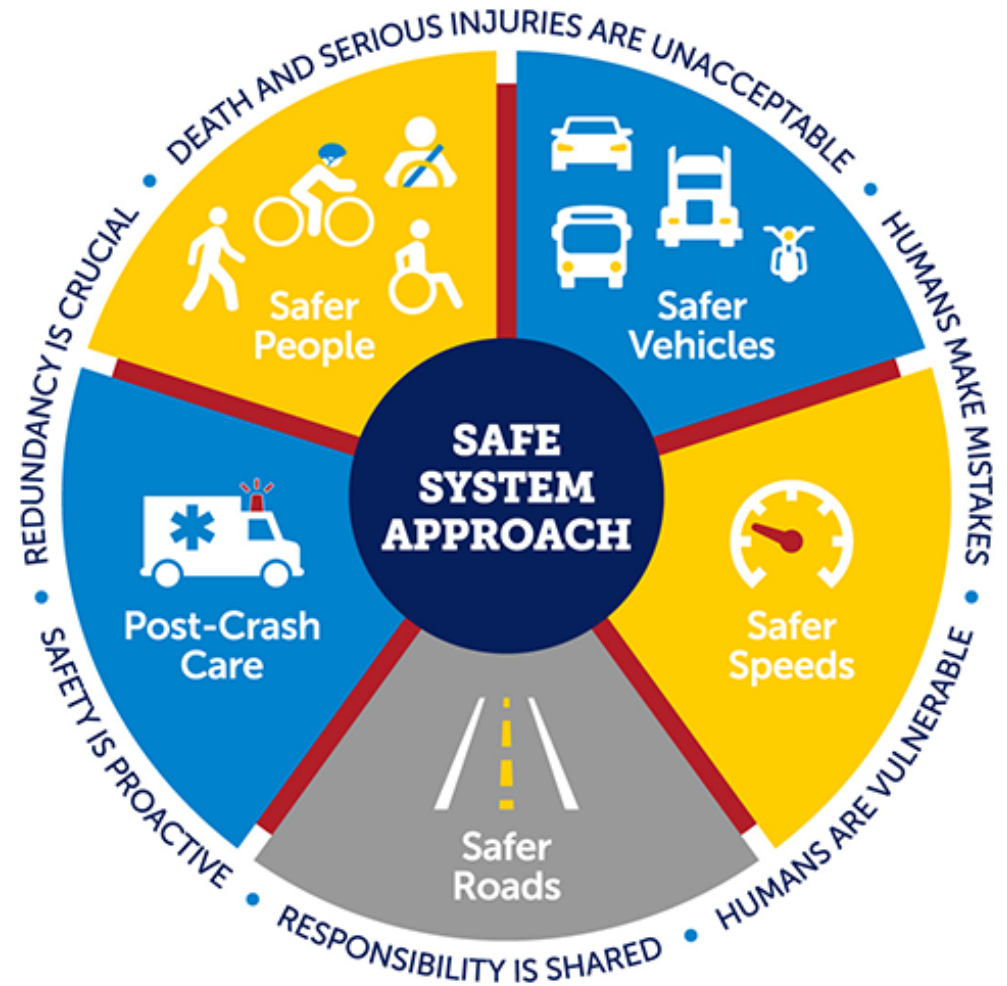 DEATH AND SERIOUS INJURIES ARE UNACCEPTABLE
HUMANS MAKE MISTAKES
HUMANS ARE VULNERABLE
RESPONSIBILITY IS SHARED
SAFETY IS PROACTIVE
REDUNDANCY IS CRUCIAL
Safer
People
Safer
Vehicles
SAFE
SYSTEM
APPROACH
Post-Crash
Care
Safer
Speeds
Safer
Roads